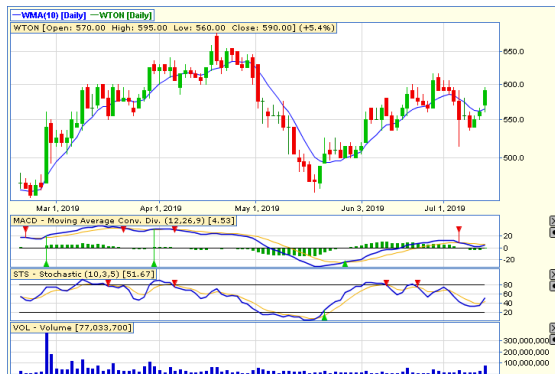 WMA(10) [Daily] WTON [Daily]
WTON [Open: 570.00 High: 595.00 Low: 560.00 Close: 590.00] (+5.4%)
650.0
600.0
550.0
500.0
Mar 1, 2019 Apr 1, 2019 May 1, 2019 Jun 3, 2019 Jul 1, 2019
MACD - Moving Average Conv. Div. (12,26,9) [4.53]
20
0
-20
STS - Stochastic (10,3,5) [51.67]
80
60
40
20
VOL - Volume [77,033,700]
300,000,000
200,000,000
100,000,000